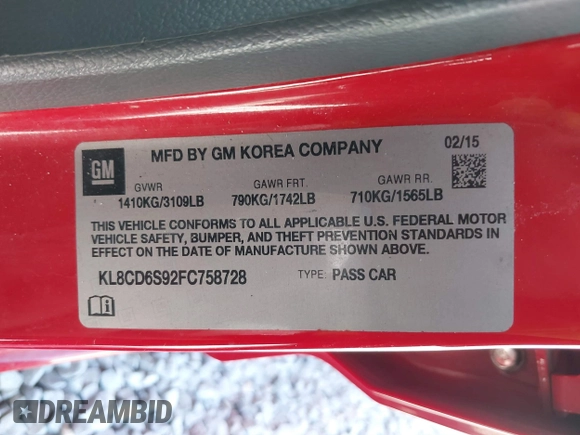 GM
MFD BY GM KOREA COMPANY
02/15
GVWR GAWR FRT. GAWR RR.
1410KG/3109LB 790KG/1742LB 710KG/1565LB
THIS VEHICLE CONFORMS TO ALL APPLICABLE U.S. FEDERAL MOTOR
VEHICLE SAFETY, BUMPER, AND THEFT PREVENTION STANDARDS IN
EFFECT ON THE DATE OF MANUFACTURE SHOWN ABOVE.
KL8CD6S92FC758728 TYPE: PASS CAR
DREAMBID